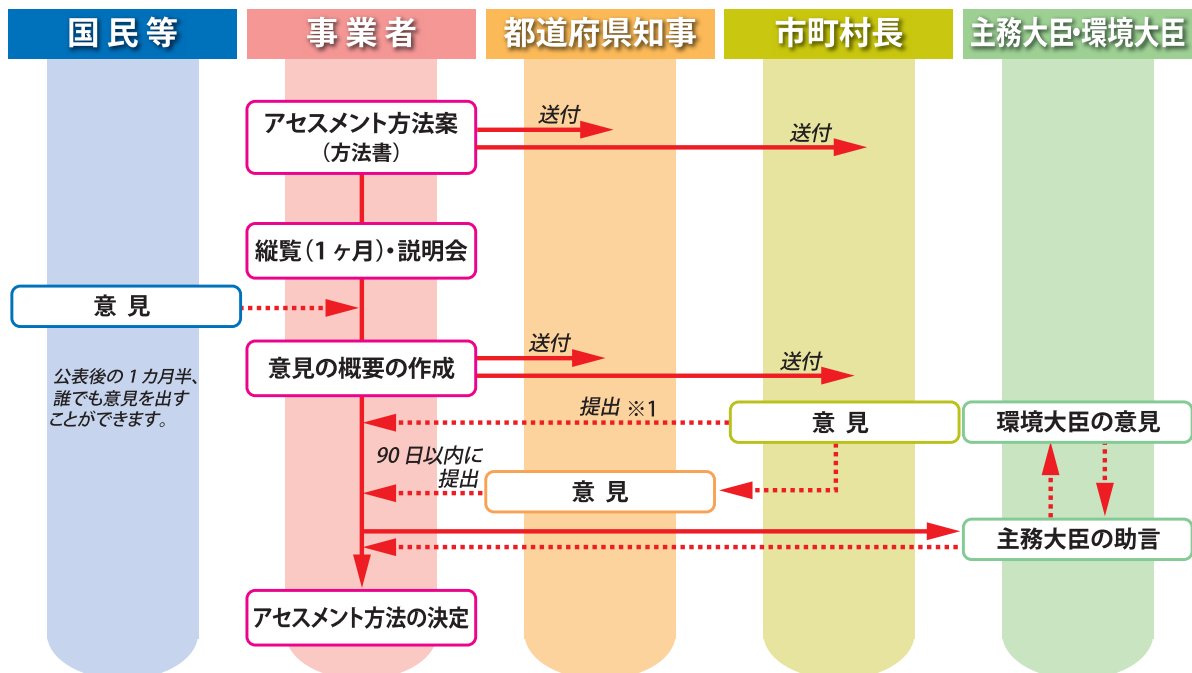 国民等
事業者
都道府県知事
市町村長
主務大臣・環境大臣
アセスメント方法案
（方法書）
送付
送付
縦覧（1ヶ月）・説明会
意見
意見の概要の作成
送付
送付
公表後の1カ月半、
誰でも意見を出す
ことができます。
提出 ※1
意見
環境大臣の意見
90日以内に
提出
意見
主務大臣の助言
アセスメント方法の決定